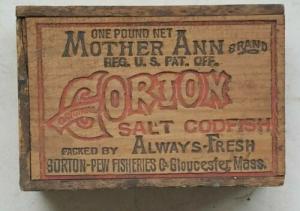 ONE POUND NET
MOTHER ANN BRAND
REG. U.S. PAT. OFF.
GORTON
SALT CODFISH
PACKED BY ALWAYS-FRESH
GORTON-PEW FISHERIES Co Gloucester, Mass.